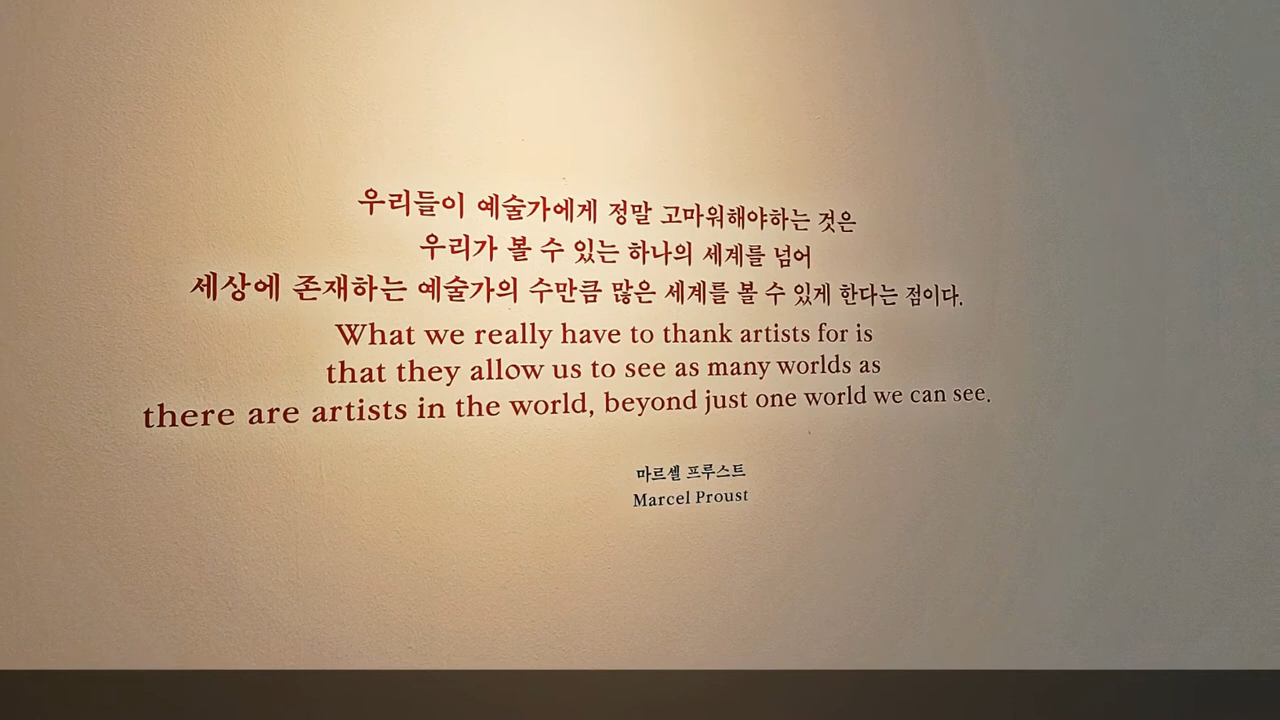 우리들이 예술가에게 정말 고마워해야하는 것은
우리가 볼 수 있는 하나의 세계를 넘어
세상에 존재하는 예술가의 수만큼 많은 세계를 볼 수 있게 한다는 점이다.
What we really have to thank artists for is
that they allow us to see as many worlds as
there are artists in the world, beyond just one world we can see.
마르셀 프루스트
Marcel Proust